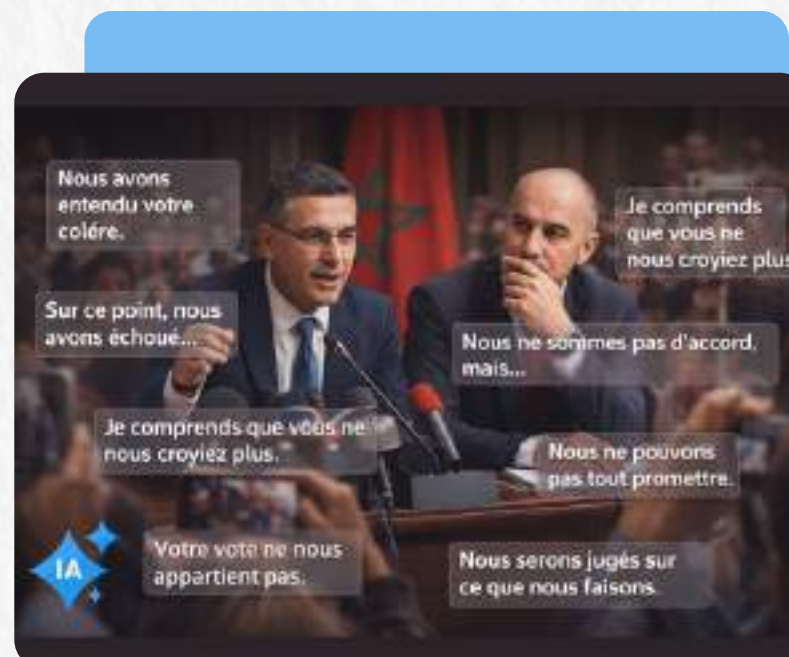 Nous avons
entendu votre
colére.
Je comprends
que vous ne
nous croyiez plus
Sur ce point, nous
avons échoué...
Nous ne sommes pas d'accord,
mais...
Je comprends que vous ne
nous croyiez plus.
Nous ne pouvons
pas tout promettre.
Votre vote ne nous
appartient pas.
Nous serons jugés sur
ce que nous faisons.
IA